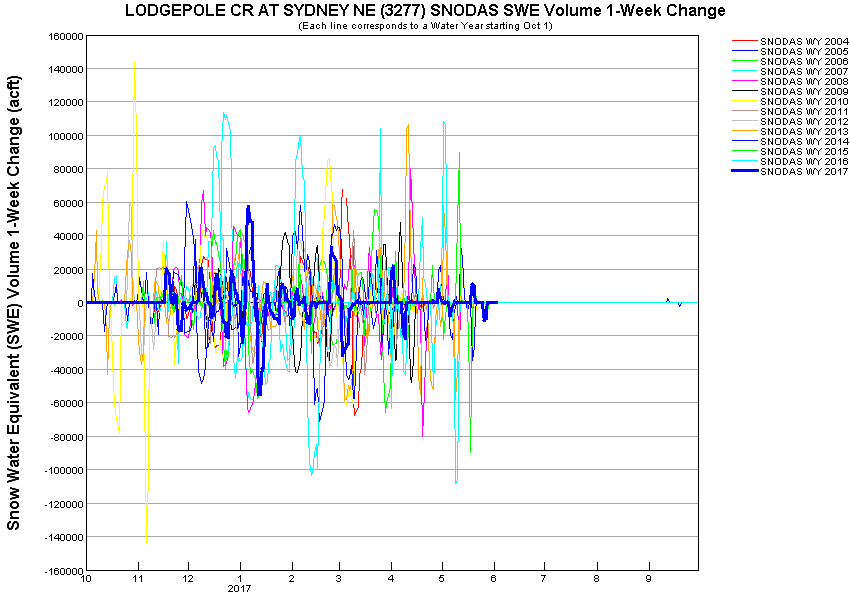 LODGEPOLE CR AT SYDNEY NE (3277) SNODAS SWE Volume 1-Week Change
(Each line corresponds to a Water Year starting Oct 1)
Snow Water Equivalent (SWE) Volume 1-Week Change (acft)
160000
140000
120000
100000
80000
60000
40000
20000
0
-20000
-40000
-60000
-80000
-100000
-120000
-140000
-160000
10 11 12 1 2 3 4 5 6 7 8 9
2017
SNODAS WY 2004
SNODAS WY 2005
SNODAS WY 2006
SNODAS WY 2007
SNODAS WY 2008
SNODAS WY 2009
SNODAS WY 2010
SNODAS WY 2011
SNODAS WY 2012
SNODAS WY 2013
SNODAS WY 2014
SNODAS WY 2015
SNODAS WY 2016
SNODAS WY 2017